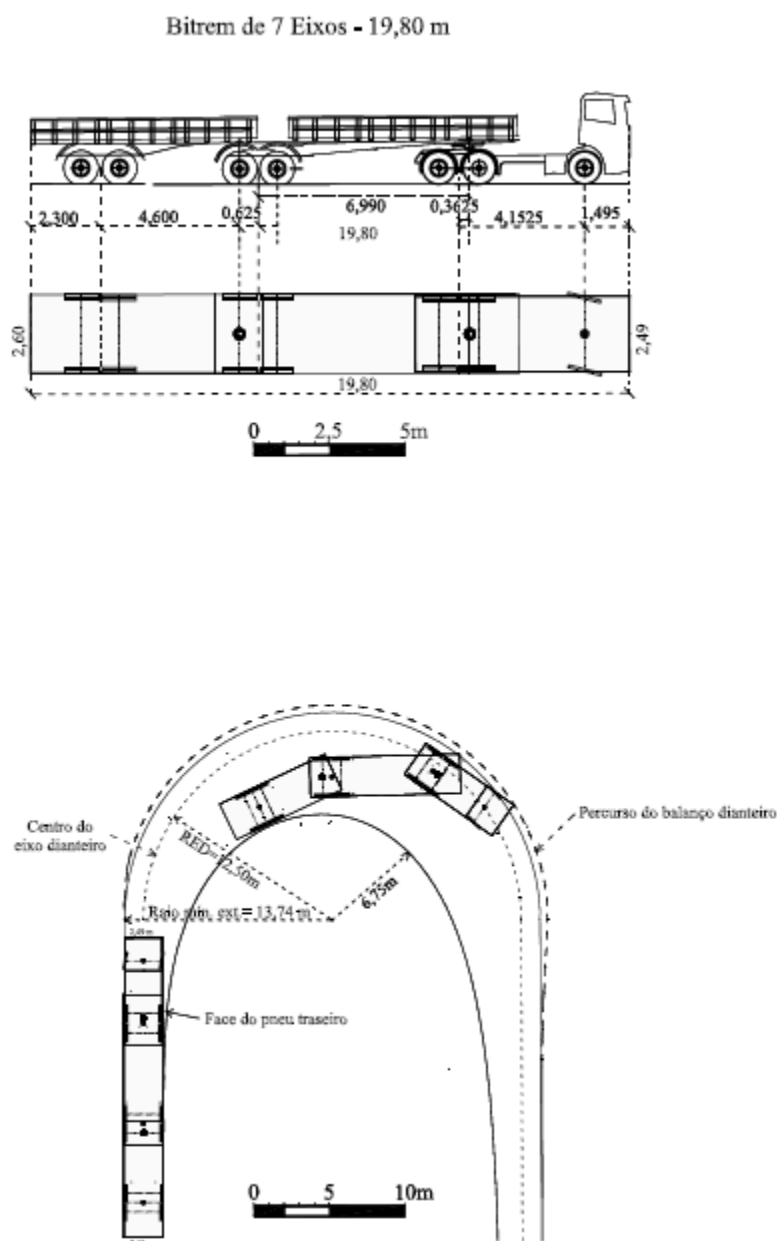 Bitrem de 7 Eixos - 19,80 m
2.300
4.600
0.625
6,990
0,3625
4,1525
1,495
19,80
2,60
2,49
19,80
0 2,5 5m
Centro do
eixo dianteiro
Percurso do balanço dianteiro
RED=12,50m
6,75m
Raio min. ext = 13,74 m
2,49 m
Face do pneu traseiro
0 5 10m